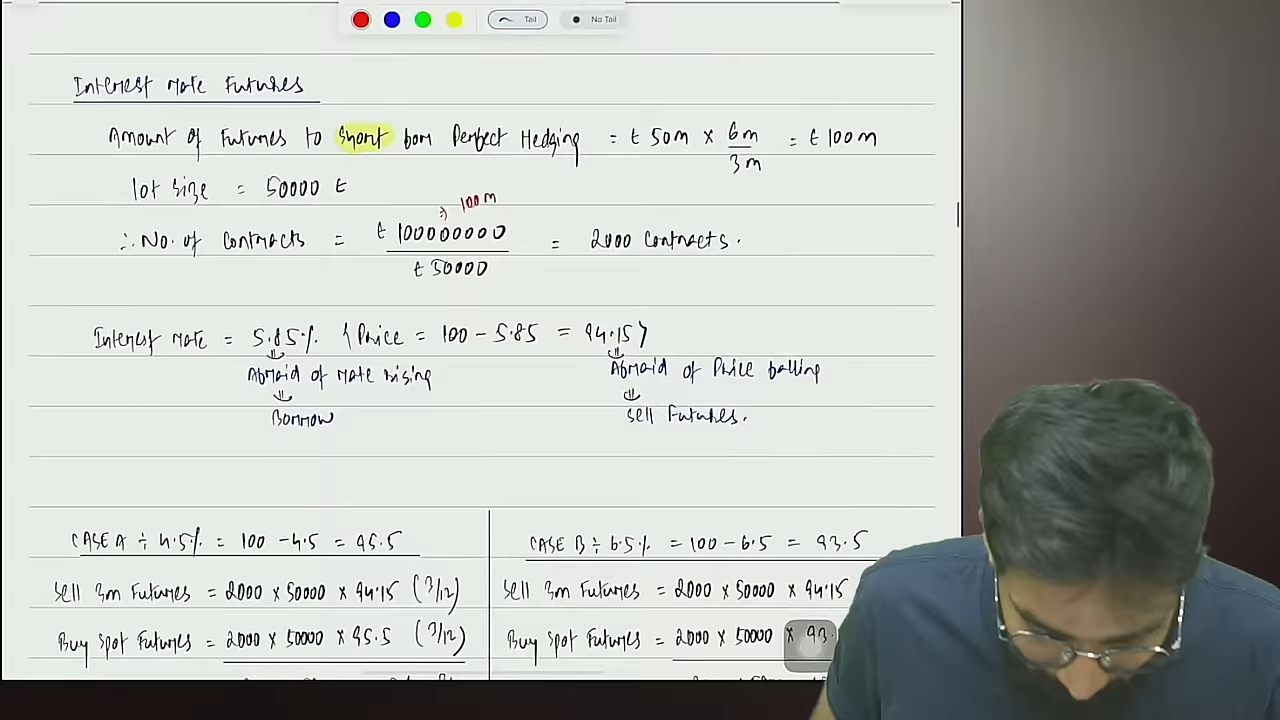 Tail
No Tail
Interest rate Futures
Amount of Futures to Short for Perfect Hedging = £ 50m × 6m/3m = £ 100m
lot size = 50000 £
100m
∴ No. of Contracts = £ 100000000 / £ 50000 = 2000 Contracts.
Interest rate = 5.85% {Price = 100 - 5.85 = 94.15}
Afraid of rate rising
Afraid of Price falling
Borrow
Sell Futures.
CASE A ÷ 4.5% = 100 - 4.5 = 95.5
Sell 3m Futures = 2000 × 50000 × 94.15 (3/12)
Buy Spot Futures = 2000 × 50000 × 95.5 (3/12)
CASE B ÷ 6.5% = 100 - 6.5 = 93.5
Sell 3m Futures = 2000 × 50000 × 94.15
Buy Spot Futures = 2000 × 50000 × 93.